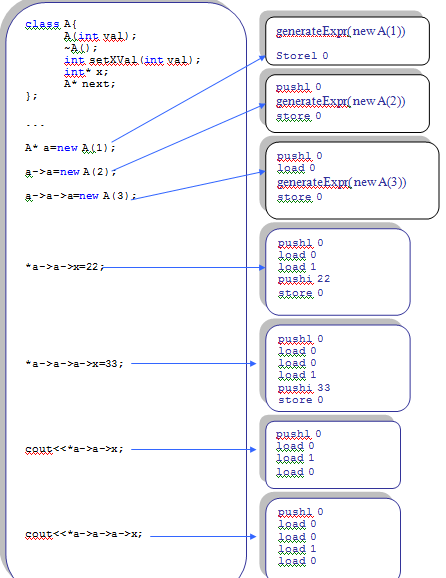 class A{
A(int val);
~A();
int setXVal(int val);
int* x;
A* next;
};
...
A* a=new A(1);
a->a=new A(2);
a->a->a=new A(3);
*a->a->x=22;
*a->a->a->x=33;
cout<<*a->a->x;
cout<<*a->a->a->x;
generateExpr( new A(1))
Storel 0
pushl 0
generateExpr( new A(2))
store 0
pushl 0
load 0
generateExpr( new A(3))
store 0
pushl 0
load 0
load 1
pushi 22
store 0
pushl 0
load 0
load 0
load 1
pushi 33
store 0
pushl 0
load 0
load 1
load 0
pushl 0
load 0
load 0
load 1
load 0